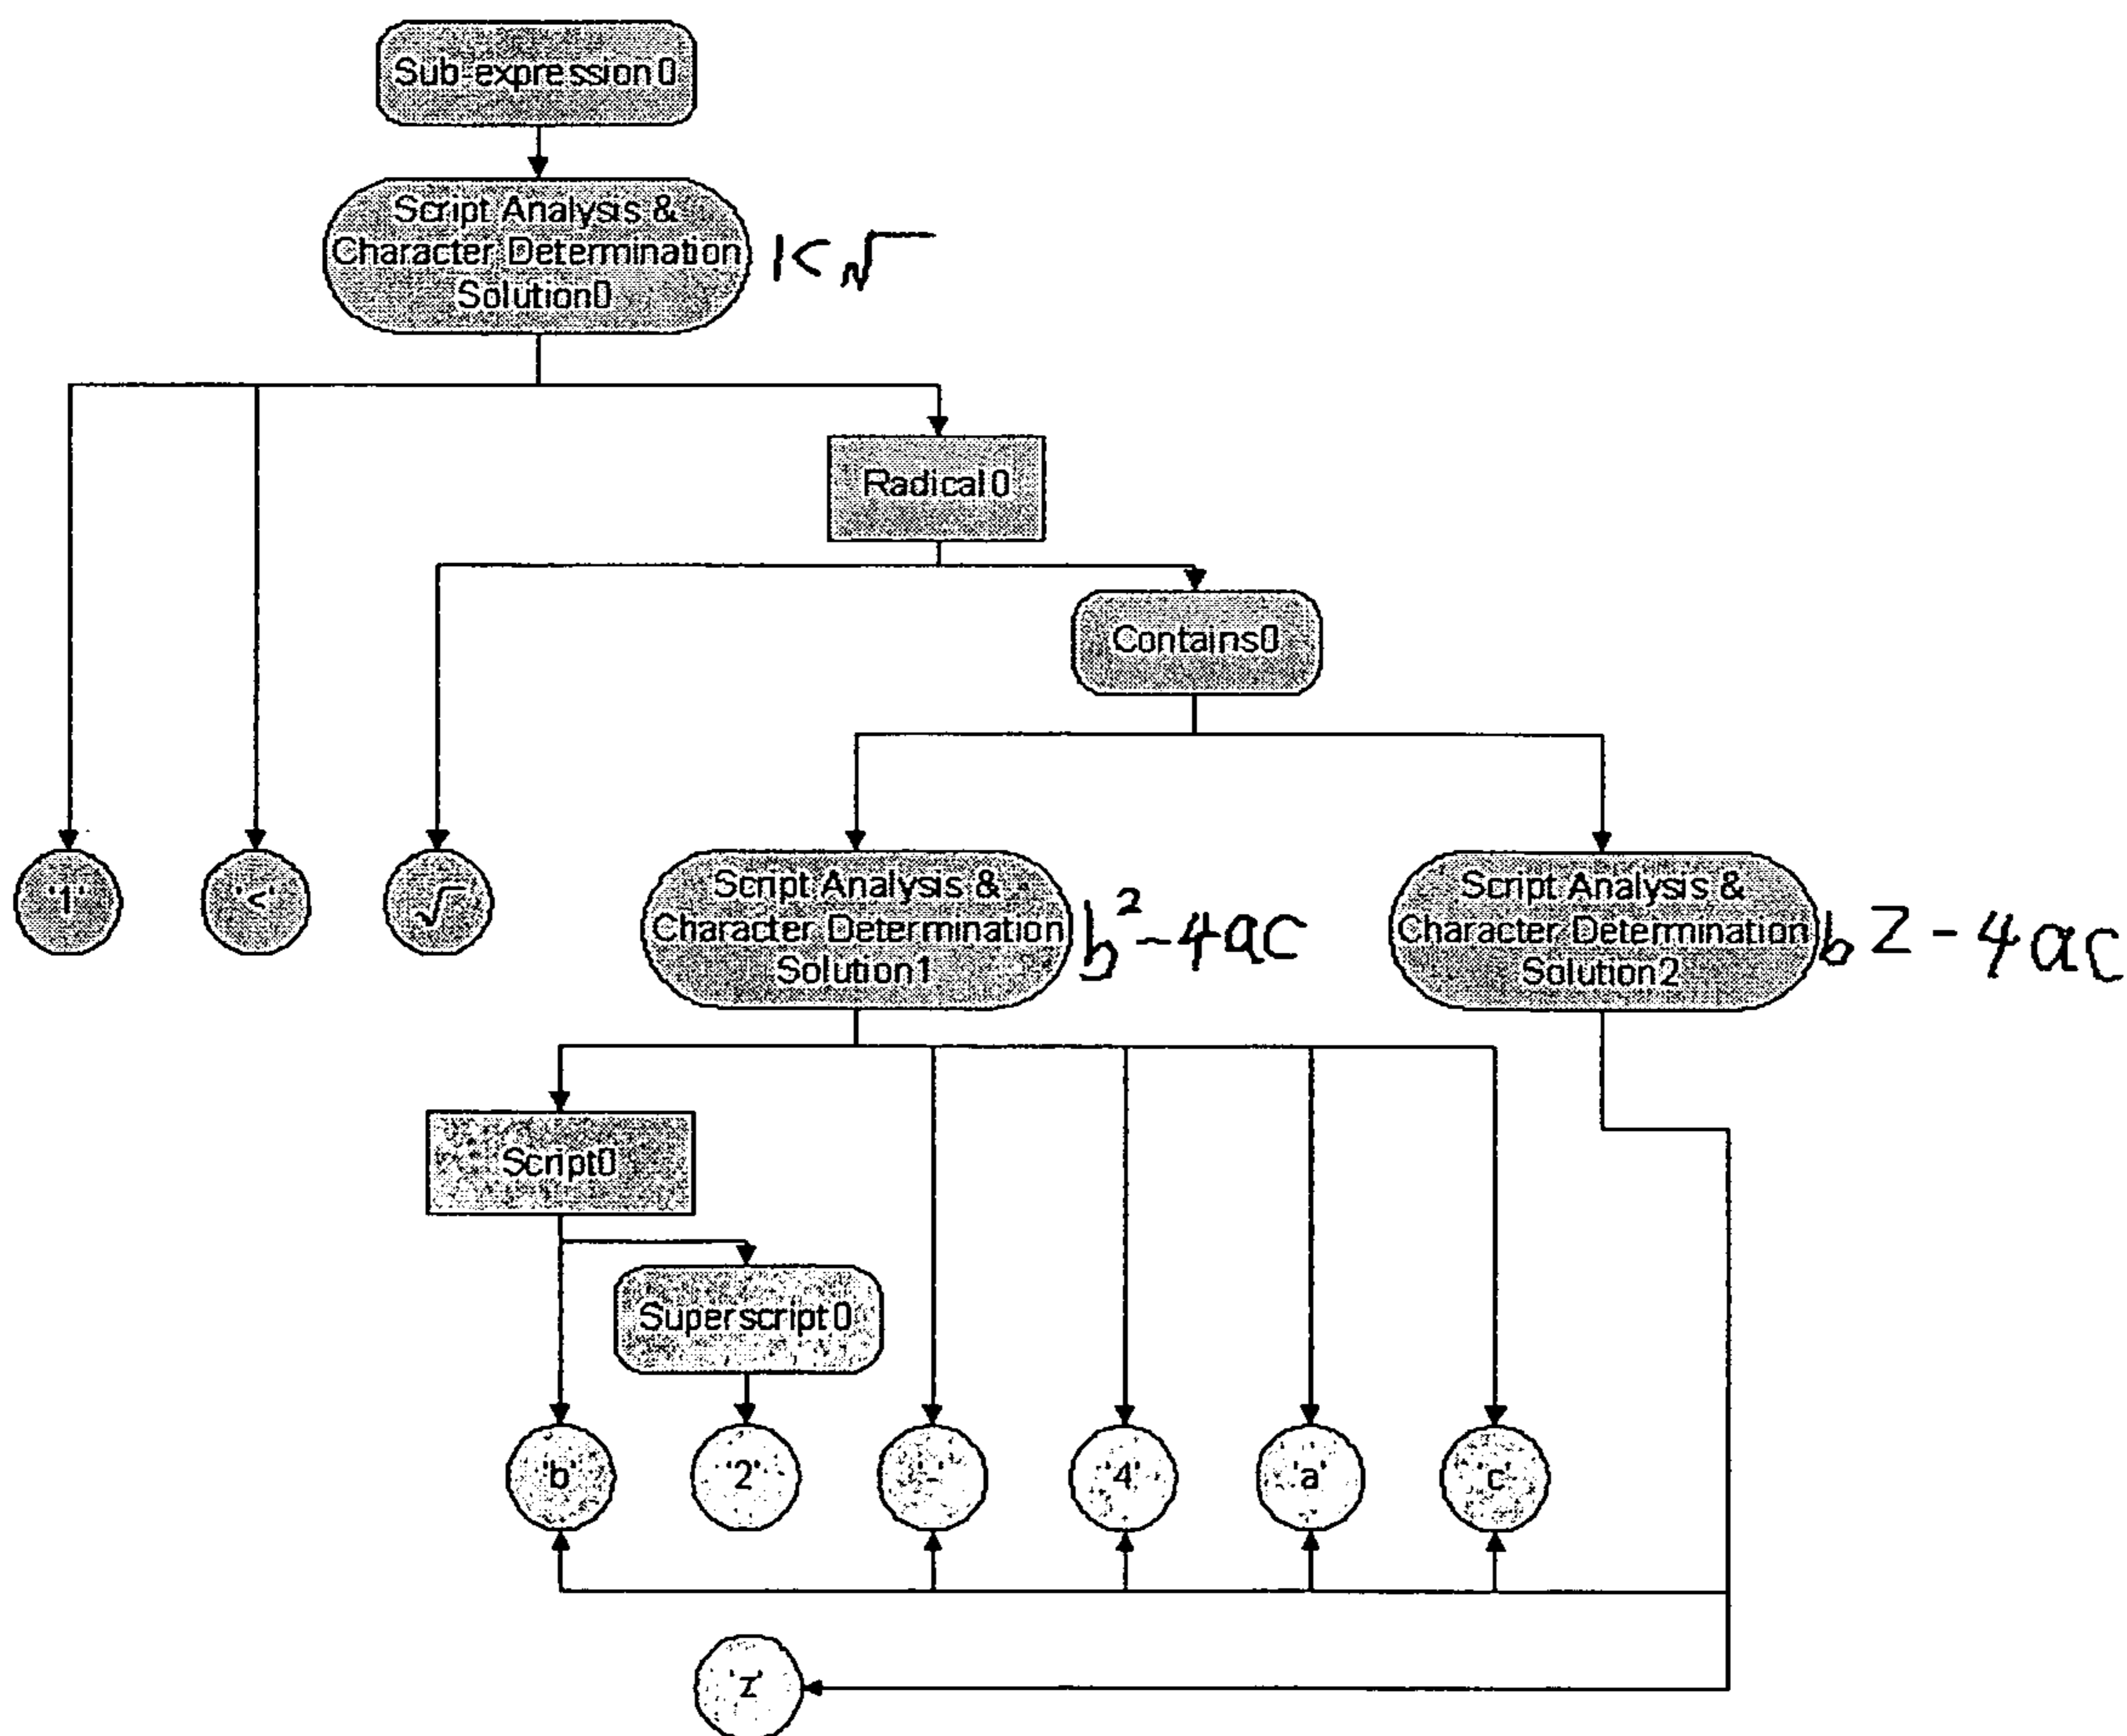 Sub-expression0
Script Analysis &
Character Determination
Solution0
1<√
Radical0
Contains0
'1'
'<'
√
Script Analysis &
Character Determination
Solution1
b²-4ac
Script Analysis &
Character Determination
Solution2
bz-4ac
Script0
Superscript0
'b'
'2'
'-'
'4'
'a'
'c'
'z'